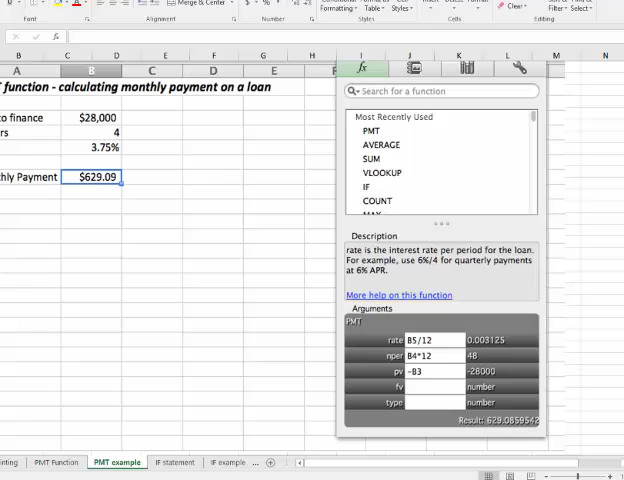 Merge & Center
$ %
Formatting Table Styles
Clear
Filter Select
Font
Alignment
Number
Styles
Cells
Editing
fx
B C D E F G H I J K L M N
A B C D E F
function - calculating monthly payment on a loan
to finance $28,000
rs 4
3.75%
hly Payment $629.09
Search for a function
Most Recently Used
PMT
AVERAGE
SUM
VLOOKUP
IF
COUNT
MAX
Description
rate is the interest rate per period for the loan.
For example, use 6%/4 for quarterly payments
at 6% APR.
More help on this function
Arguments
PMT
rate B5/12 0.003125
nper B4*12 48
pv -B3 -28000
fv number
type number
Result: 629.0859542
inting PMT Function PMT example IF statement IF example ...